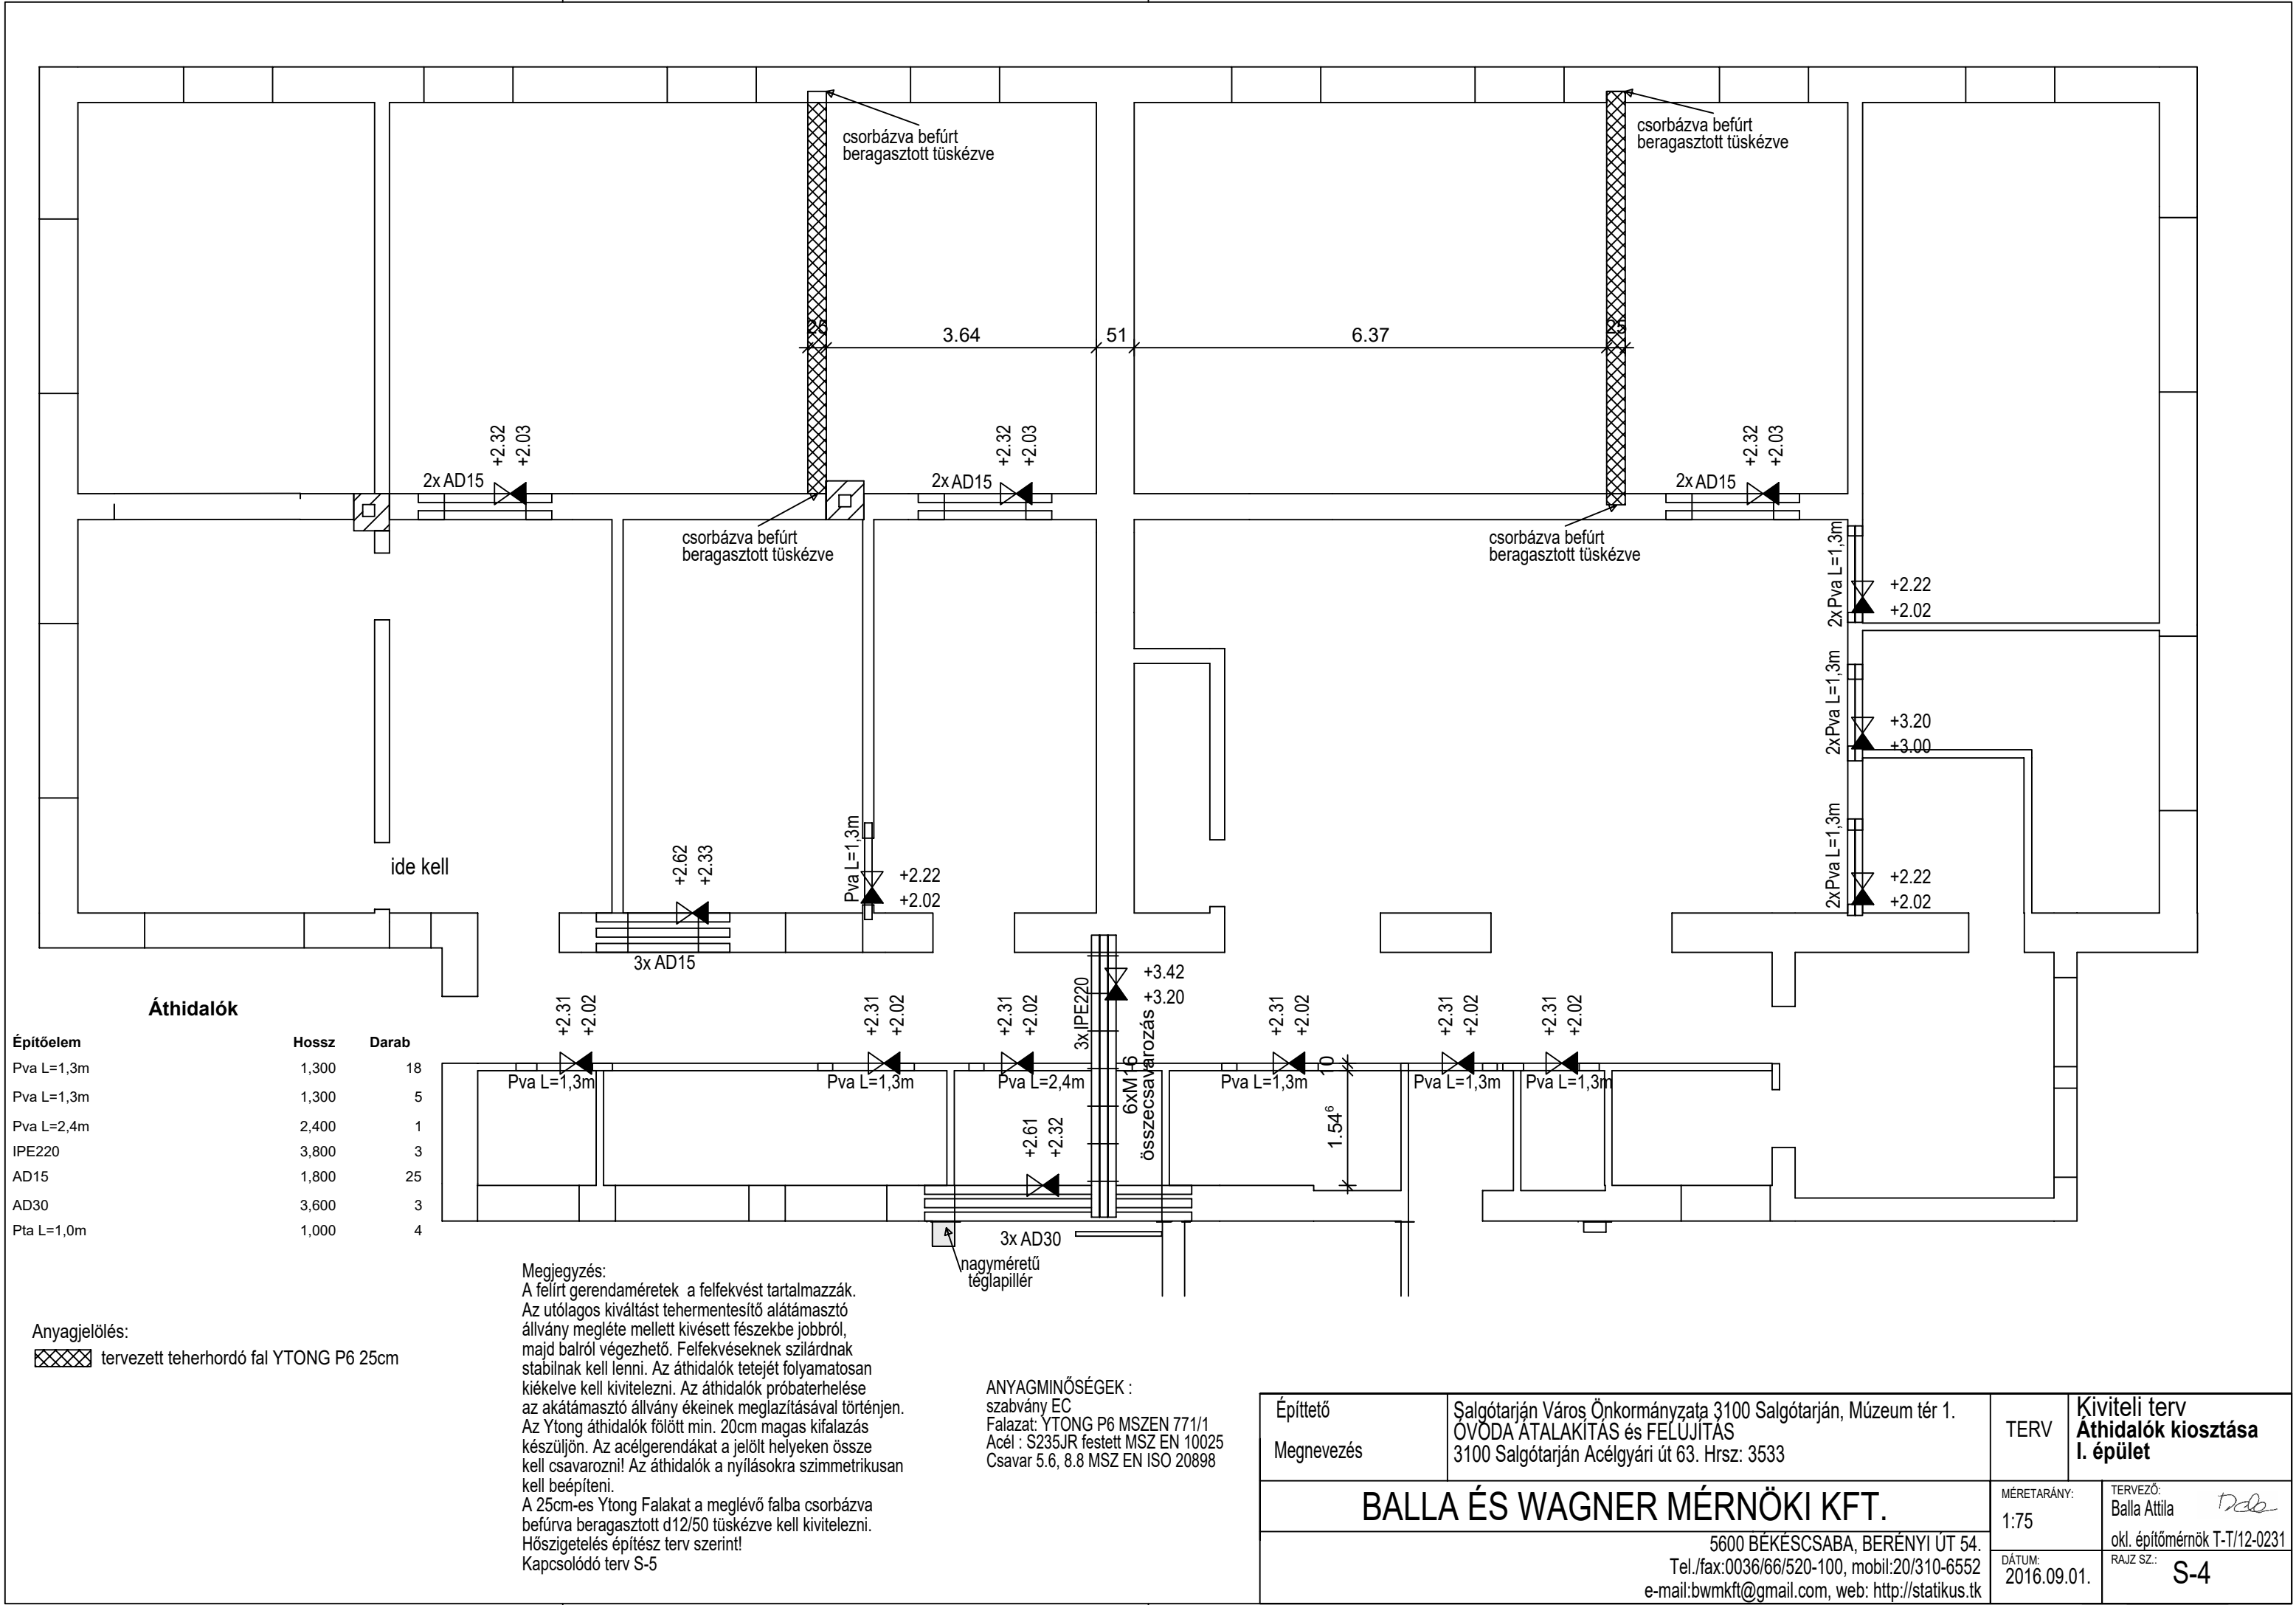 csorbázva befúrt
beragasztott tüskézve
csorbázva befúrt
beragasztott tüskézve
25
3.64
51
6.37
25
+2.32
+2.03
2x AD15
+2.32
+2.03
2x AD15
+2.32
+2.03
2x AD15
csorbázva befúrt
beragasztott tüskézve
csorbázva befúrt
beragasztott tüskézve
2x Pva L=1,3m
+2.22
+2.02
2x Pva L=1,3m
+3.20
+3.00
2x Pva L=1,3m
+2.22
+2.02
ide kell
+2.62
+2.33
3x AD15
Pva L=1,3m
+2.22
+2.02
+3.42
+3.20
3x IPE220
6xM16
összecsavarozás
+2.31
+2.02
Pva L=1,3m
+2.31
+2.02
Pva L=1,3m
+2.31
+2.02
Pva L=2,4m
+2.31
+2.02
Pva L=1,3m
10
1.54⁶
+2.31
+2.02
Pva L=1,3m
+2.31
+2.02
Pva L=1,3m
+2.61
+2.32
3x AD30
nagyméretű
téglapillér
Áthidalók
Építőelem Hossz Darab
Pva L=1,3m 1,300 18
Pva L=1,3m 1,300 5
Pva L=2,4m 2,400 1
IPE220 3,800 3
AD15 1,800 25
AD30 3,600 3
Pta L=1,0m 1,000 4
Anyagjelölés:
tervezett teherhordó fal YTONG P6 25cm
Megjegyzés:
A felírt gerendaméretek a felfekvést tartalmazzák.
Az utólagos kiváltást tehermentesítő alátámasztó
állvány megléte mellett kivésett fészekbe jobbról,
majd balról végezhető. Felfekvéseknek szilárdnak
stabilnak kell lenni. Az áthidalók tetejét folyamatosan
kiékelve kell kivitelezni. Az áthidalók próbaterhelése
az akátámasztó állvány ékeinek meglazításával történjen.
Az Ytong áthidalók fölött min. 20cm magas kifalazás
készüljön. Az acélgerendákat a jelölt helyeken össze
kell csavarozni! Az áthidalók a nyílásokra szimmetrikusan
kell beépíteni.
A 25cm-es Ytong Falakat a meglévő falba csorbázva
befúrva beragasztott d12/50 tüskézve kell kivitelezni.
Hőszigetelés építész terv szerint!
Kapcsolódó terv S-5
ANYAGMINŐSÉGEK :
szabvány EC
Falazat: YTONG P6 MSZEN 771/1
Acél : S235JR festett MSZ EN 10025
Csavar 5.6, 8.8 MSZ EN ISO 20898
Építtető
Salgótarján Város Önkormányzata 3100 Salgótarján, Múzeum tér 1.
Megnevezés
ÓVODA ÁTALAKÍTÁS és FELÚJÍTÁS
3100 Salgótarján Acélgyári út 63. Hrsz: 3533
TERV
Kiviteli terv
Áthidalók kiosztása
I. épület
BALLA ÉS WAGNER MÉRNÖKI KFT.
5600 BÉKÉSCSABA, BERÉNYI ÚT 54.
Tel./fax:0036/66/520-100, mobil:20/310-6552
e-mail:bwmkft@gmail.com, web: http://statikus.tk
MÉRETARÁNY:
1:75
TERVEZŐ:
Balla Attila
okl. építőmérnök T-T/12-0231
DÁTUM:
2016.09.01.
RAJZ SZ.:
S-4